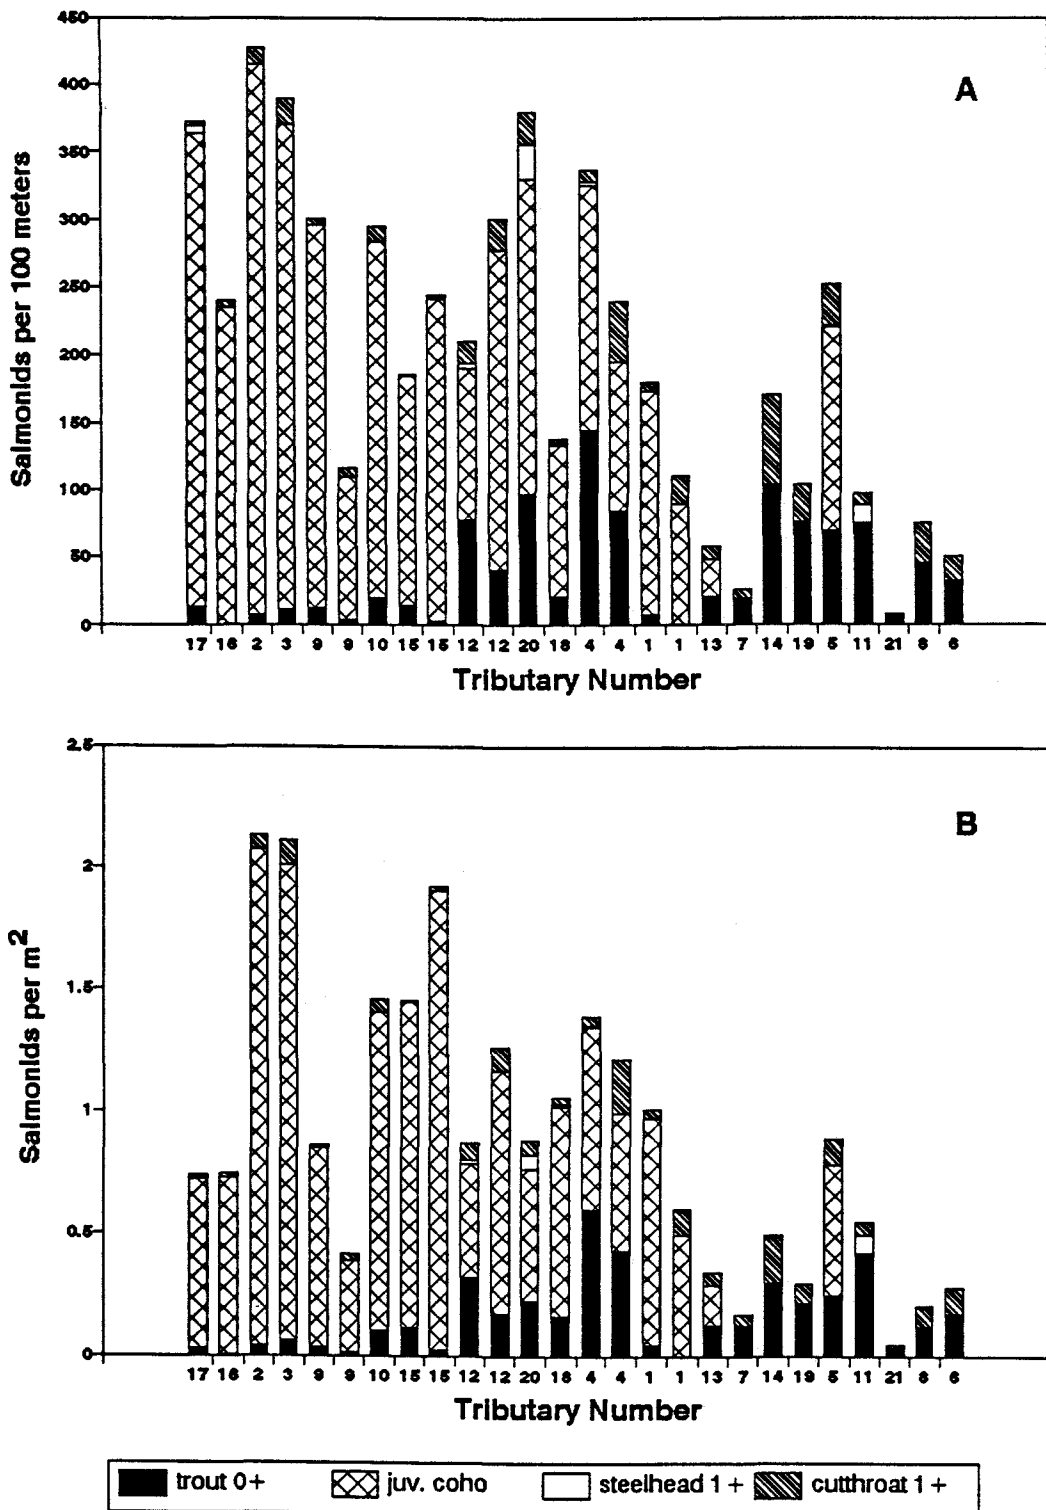 A
Salmonids per 100 meters
450
400
350
300
250
200
150
100
50
0
17 16 2 3 9 9 10 15 15 12 12 20 18 4 4 1 1 13 7 14 19 5 11 21 8 6
Tributary Number
B
Salmonids per m2
2.5
2
1.5
1
0.5
0
17 16 2 3 9 9 10 15 15 12 12 20 18 4 4 1 1 13 7 14 19 5 11 21 8 6
Tributary Number
trout 0+ juv. coho steelhead 1+ cutthroat 1+